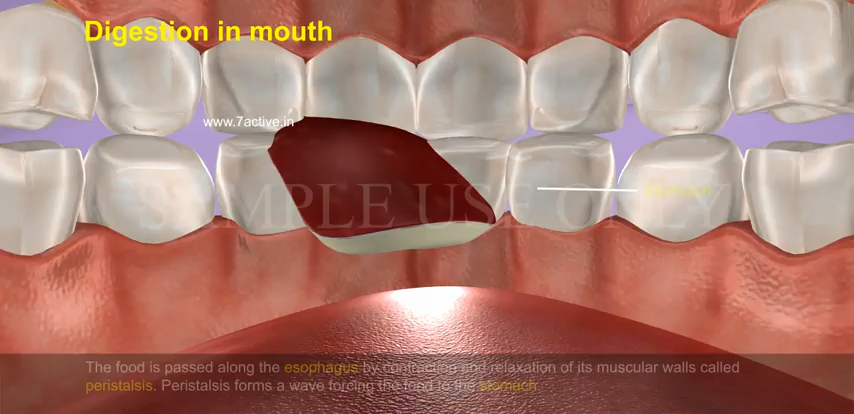 Digestion in mouth
www.7active.in
SAMPLE USE ONLY
Stomach
The food is passed along the esophagus by contraction and relaxation of its muscular walls called
peristalsis. Peristalsis forms a wave forcing the food to the stomach